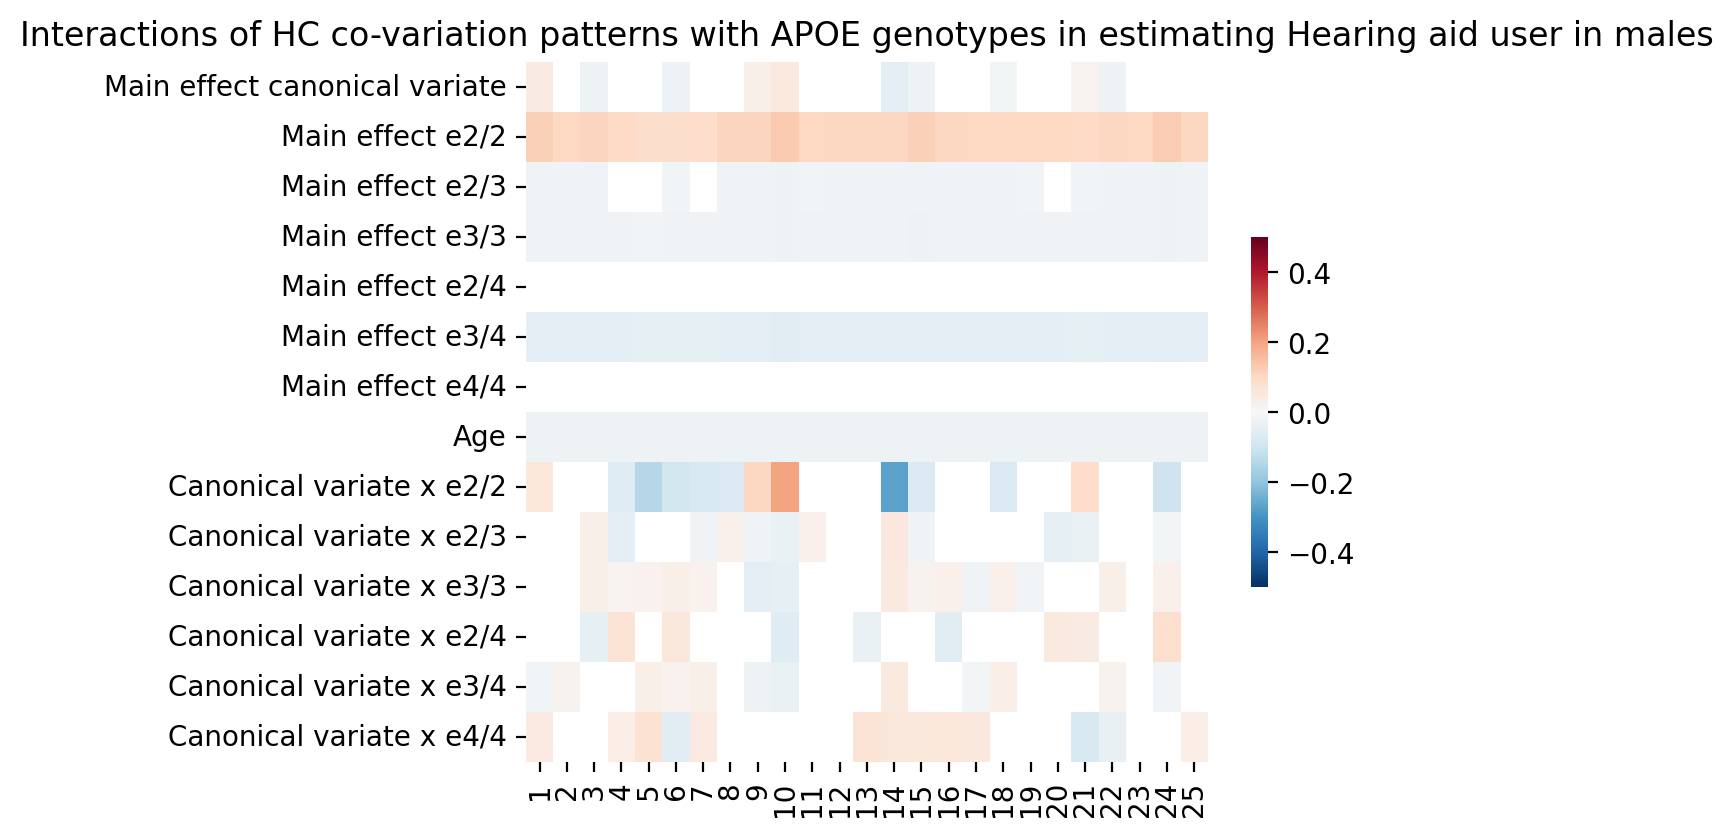 Interactions of HC co-variation patterns with APOE genotypes in estimating Hearing aid user in males
Main effect canonical variate
Main effect e2/2
Main effect e2/3
Main effect e3/3
Main effect e2/4
Main effect e3/4
Main effect e4/4
Age
Canonical variate x e2/2
Canonical variate x e2/3
Canonical variate x e3/3
Canonical variate x e2/4
Canonical variate x e3/4
Canonical variate x e4/4
1 2 3 4 5 6 7 8 9 10 11 12 13 14 15 16 17 18 19 20 21 22 23 24 25
0.4
0.2
0.0
−0.2
−0.4